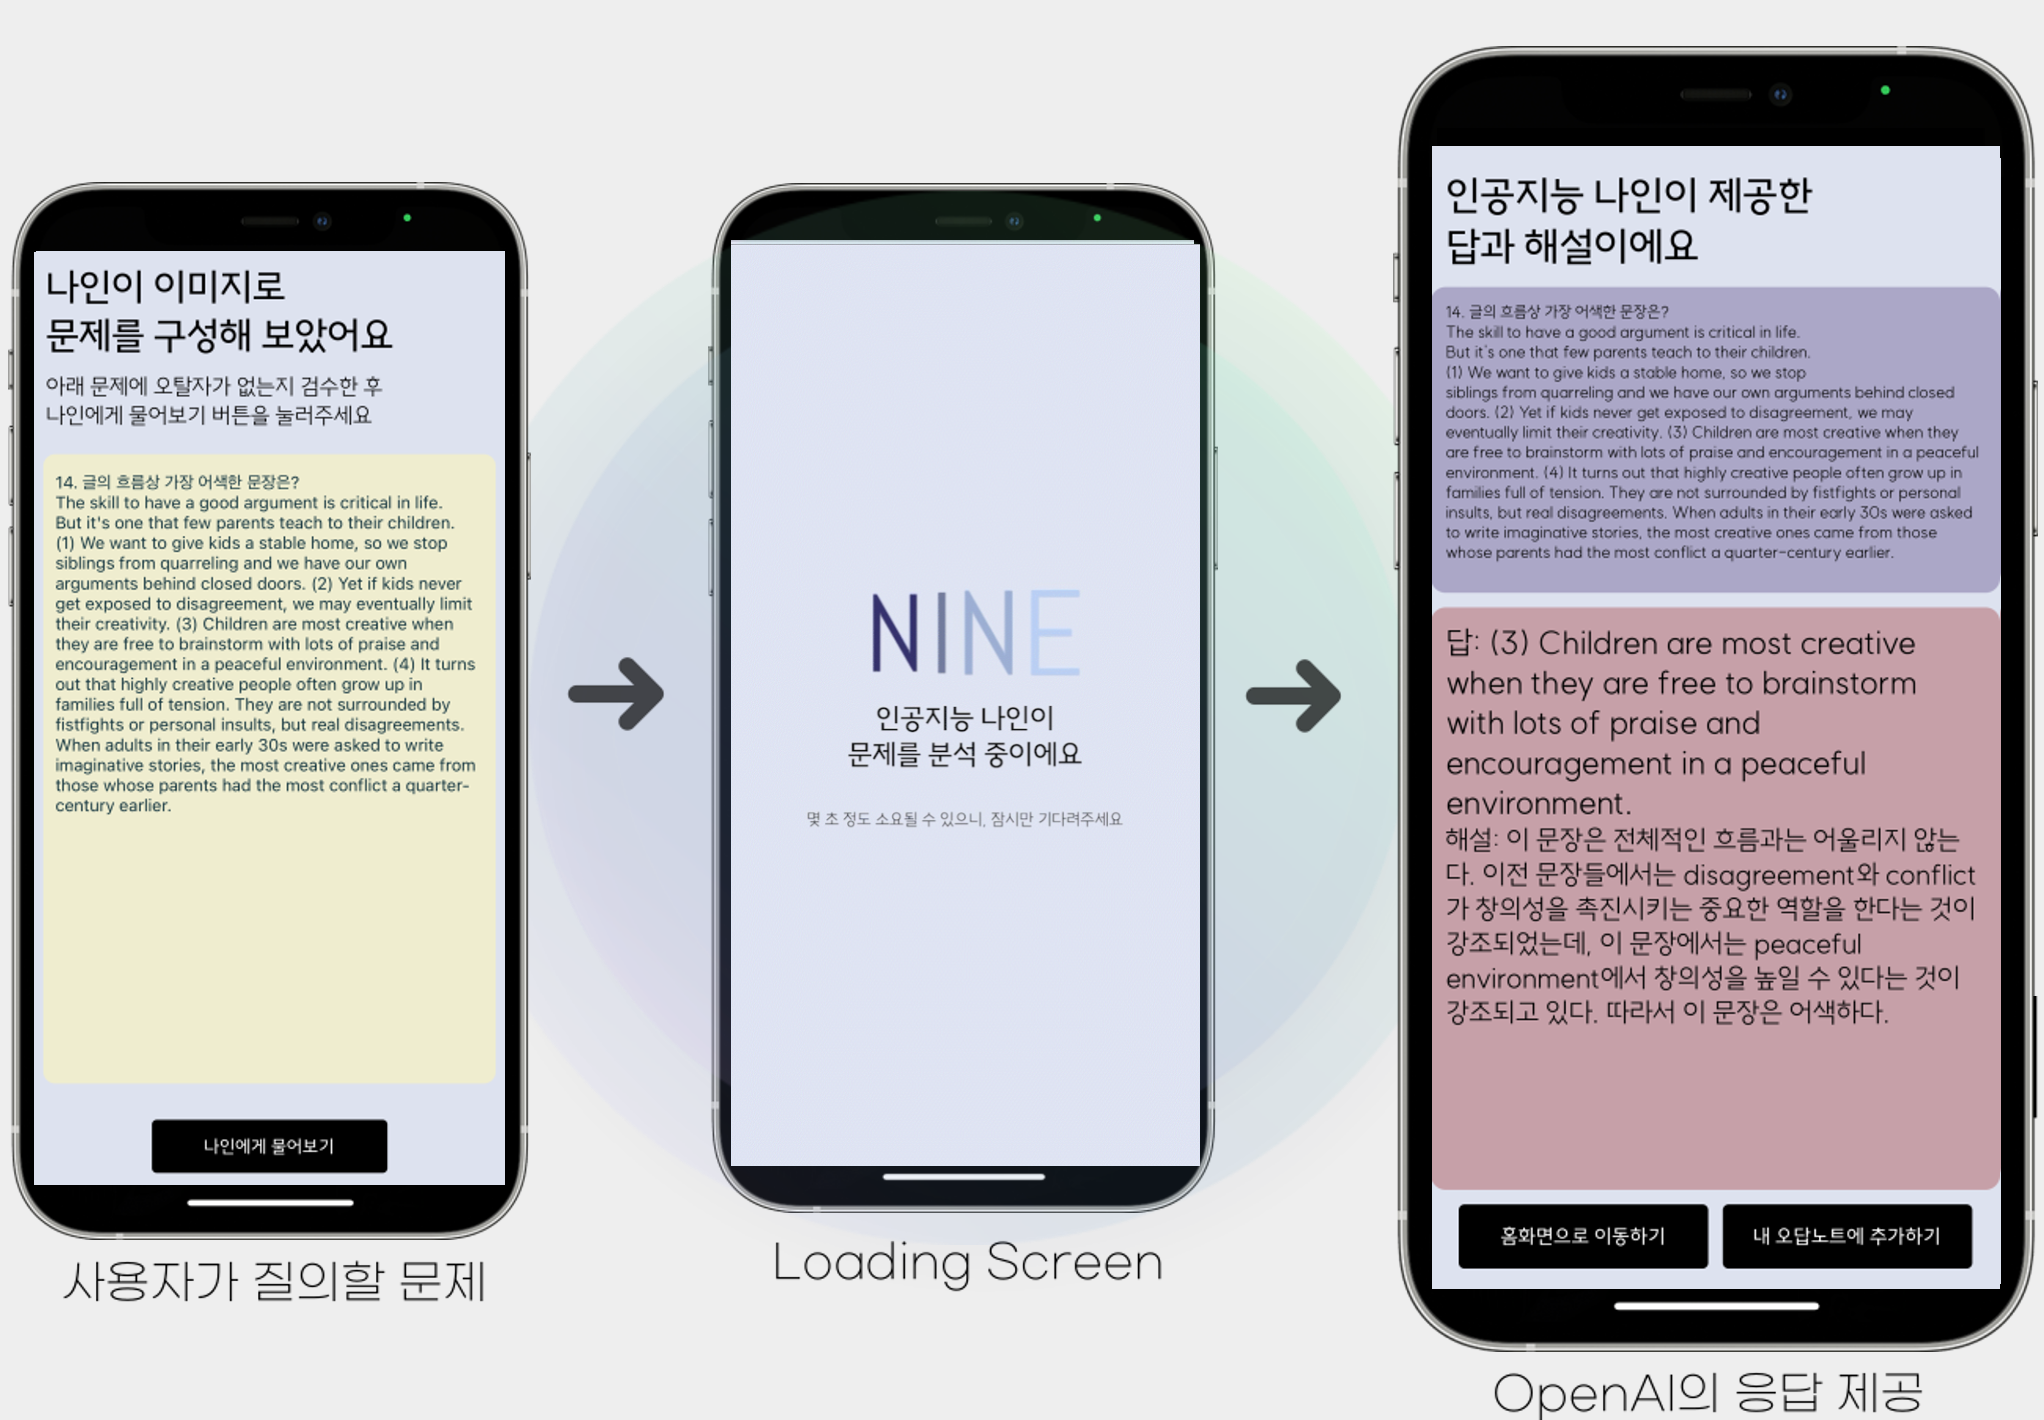 나인이 이미지로
문제를 구성해 보았어요
아래 문제에 오탈자가 없는지 검수한 후
나인에게 물어보기 버튼을 눌러주세요
14. 글의 흐름상 가장 어색한 문장은?
The skill to have a good argument is critical in life.
But it's one that few parents teach to their children.
(1) We want to give kids a stable home, so we stop
siblings from quarreling and we have our own
arguments behind closed doors. (2) Yet if kids never
get exposed to disagreement, we may eventually limit
their creativity. (3) Children are most creative when
they are free to brainstorm with lots of praise and
encouragement in a peaceful environment. (4) It turns
out that highly creative people often grow up in
families full of tension. They are not surrounded by
fistfights or personal insults, but real disagreements.
When adults in their early 30s were asked to write
imaginative stories, the most creative ones came from
those whose parents had the most conflict a quarter-
century earlier.
나인에게 물어보기
사용자가 질의할 문제
NINE
인공지능 나인이
문제를 분석 중이에요
몇 초 정도 소요될 수 있으니, 잠시만 기다려주세요
Loading Screen
인공지능 나인이 제공한
답과 해설이에요
14. 글의 흐름상 가장 어색한 문장은?
The skill to have a good argument is critical in life.
But it's one that few parents teach to their children.
(1) We want to give kids a stable home, so we stop
siblings from quarreling and we have our own arguments behind closed
doors. (2) Yet if kids never get exposed to disagreement, we may
eventually limit their creativity. (3) Children are most creative when they
are free to brainstorm with lots of praise and encouragement in a peaceful
environment. (4) It turns out that highly creative people often grow up in
families full of tension. They are not surrounded by fistfights or personal
insults, but real disagreements. When adults in their early 30s were asked
to write imaginative stories, the most creative ones came from those
whose parents had the most conflict a quarter-century earlier.
답: (3) Children are most creative
when they are free to brainstorm
with lots of praise and
encouragement in a peaceful
environment.
해설: 이 문장은 전체적인 흐름과는 어울리지 않는
다. 이전 문장들에서는 disagreement와 conflict
가 창의성을 촉진시키는 중요한 역할을 한다는 것이
강조되었는데, 이 문장에서는 peaceful
environment에서 창의성을 높일 수 있다는 것이
강조되고 있다. 따라서 이 문장은 어색하다.
홈화면으로 이동하기
내 오답노트에 추가하기
OpenAI의 응답 제공